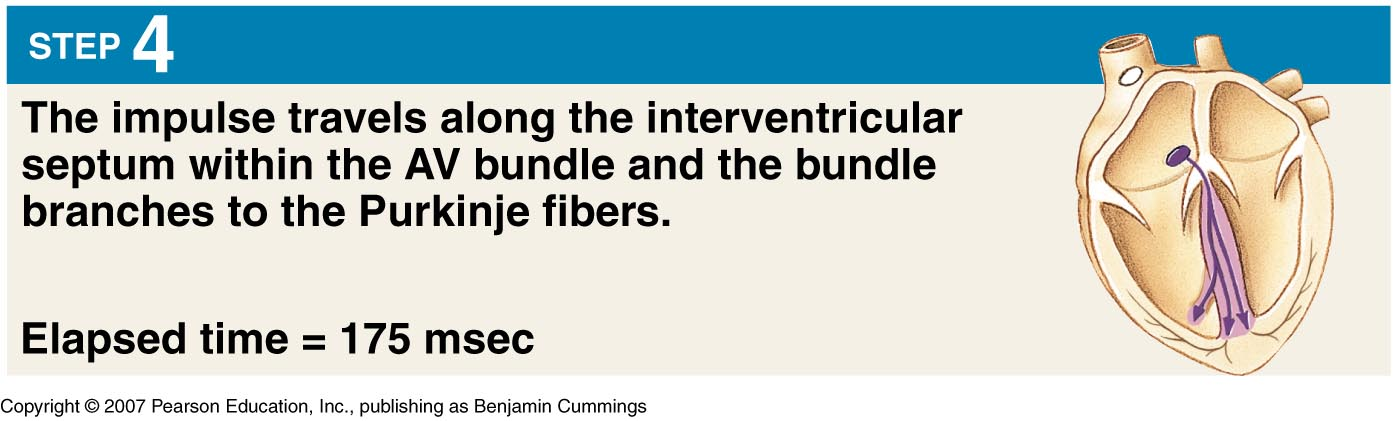 STEP 4
The impulse travels along the interventricular
septum within the AV bundle and the bundle
branches to the Purkinje fibers.
Elapsed time = 175 msec
Copyright © 2007 Pearson Education, Inc., publishing as Benjamin Cummings